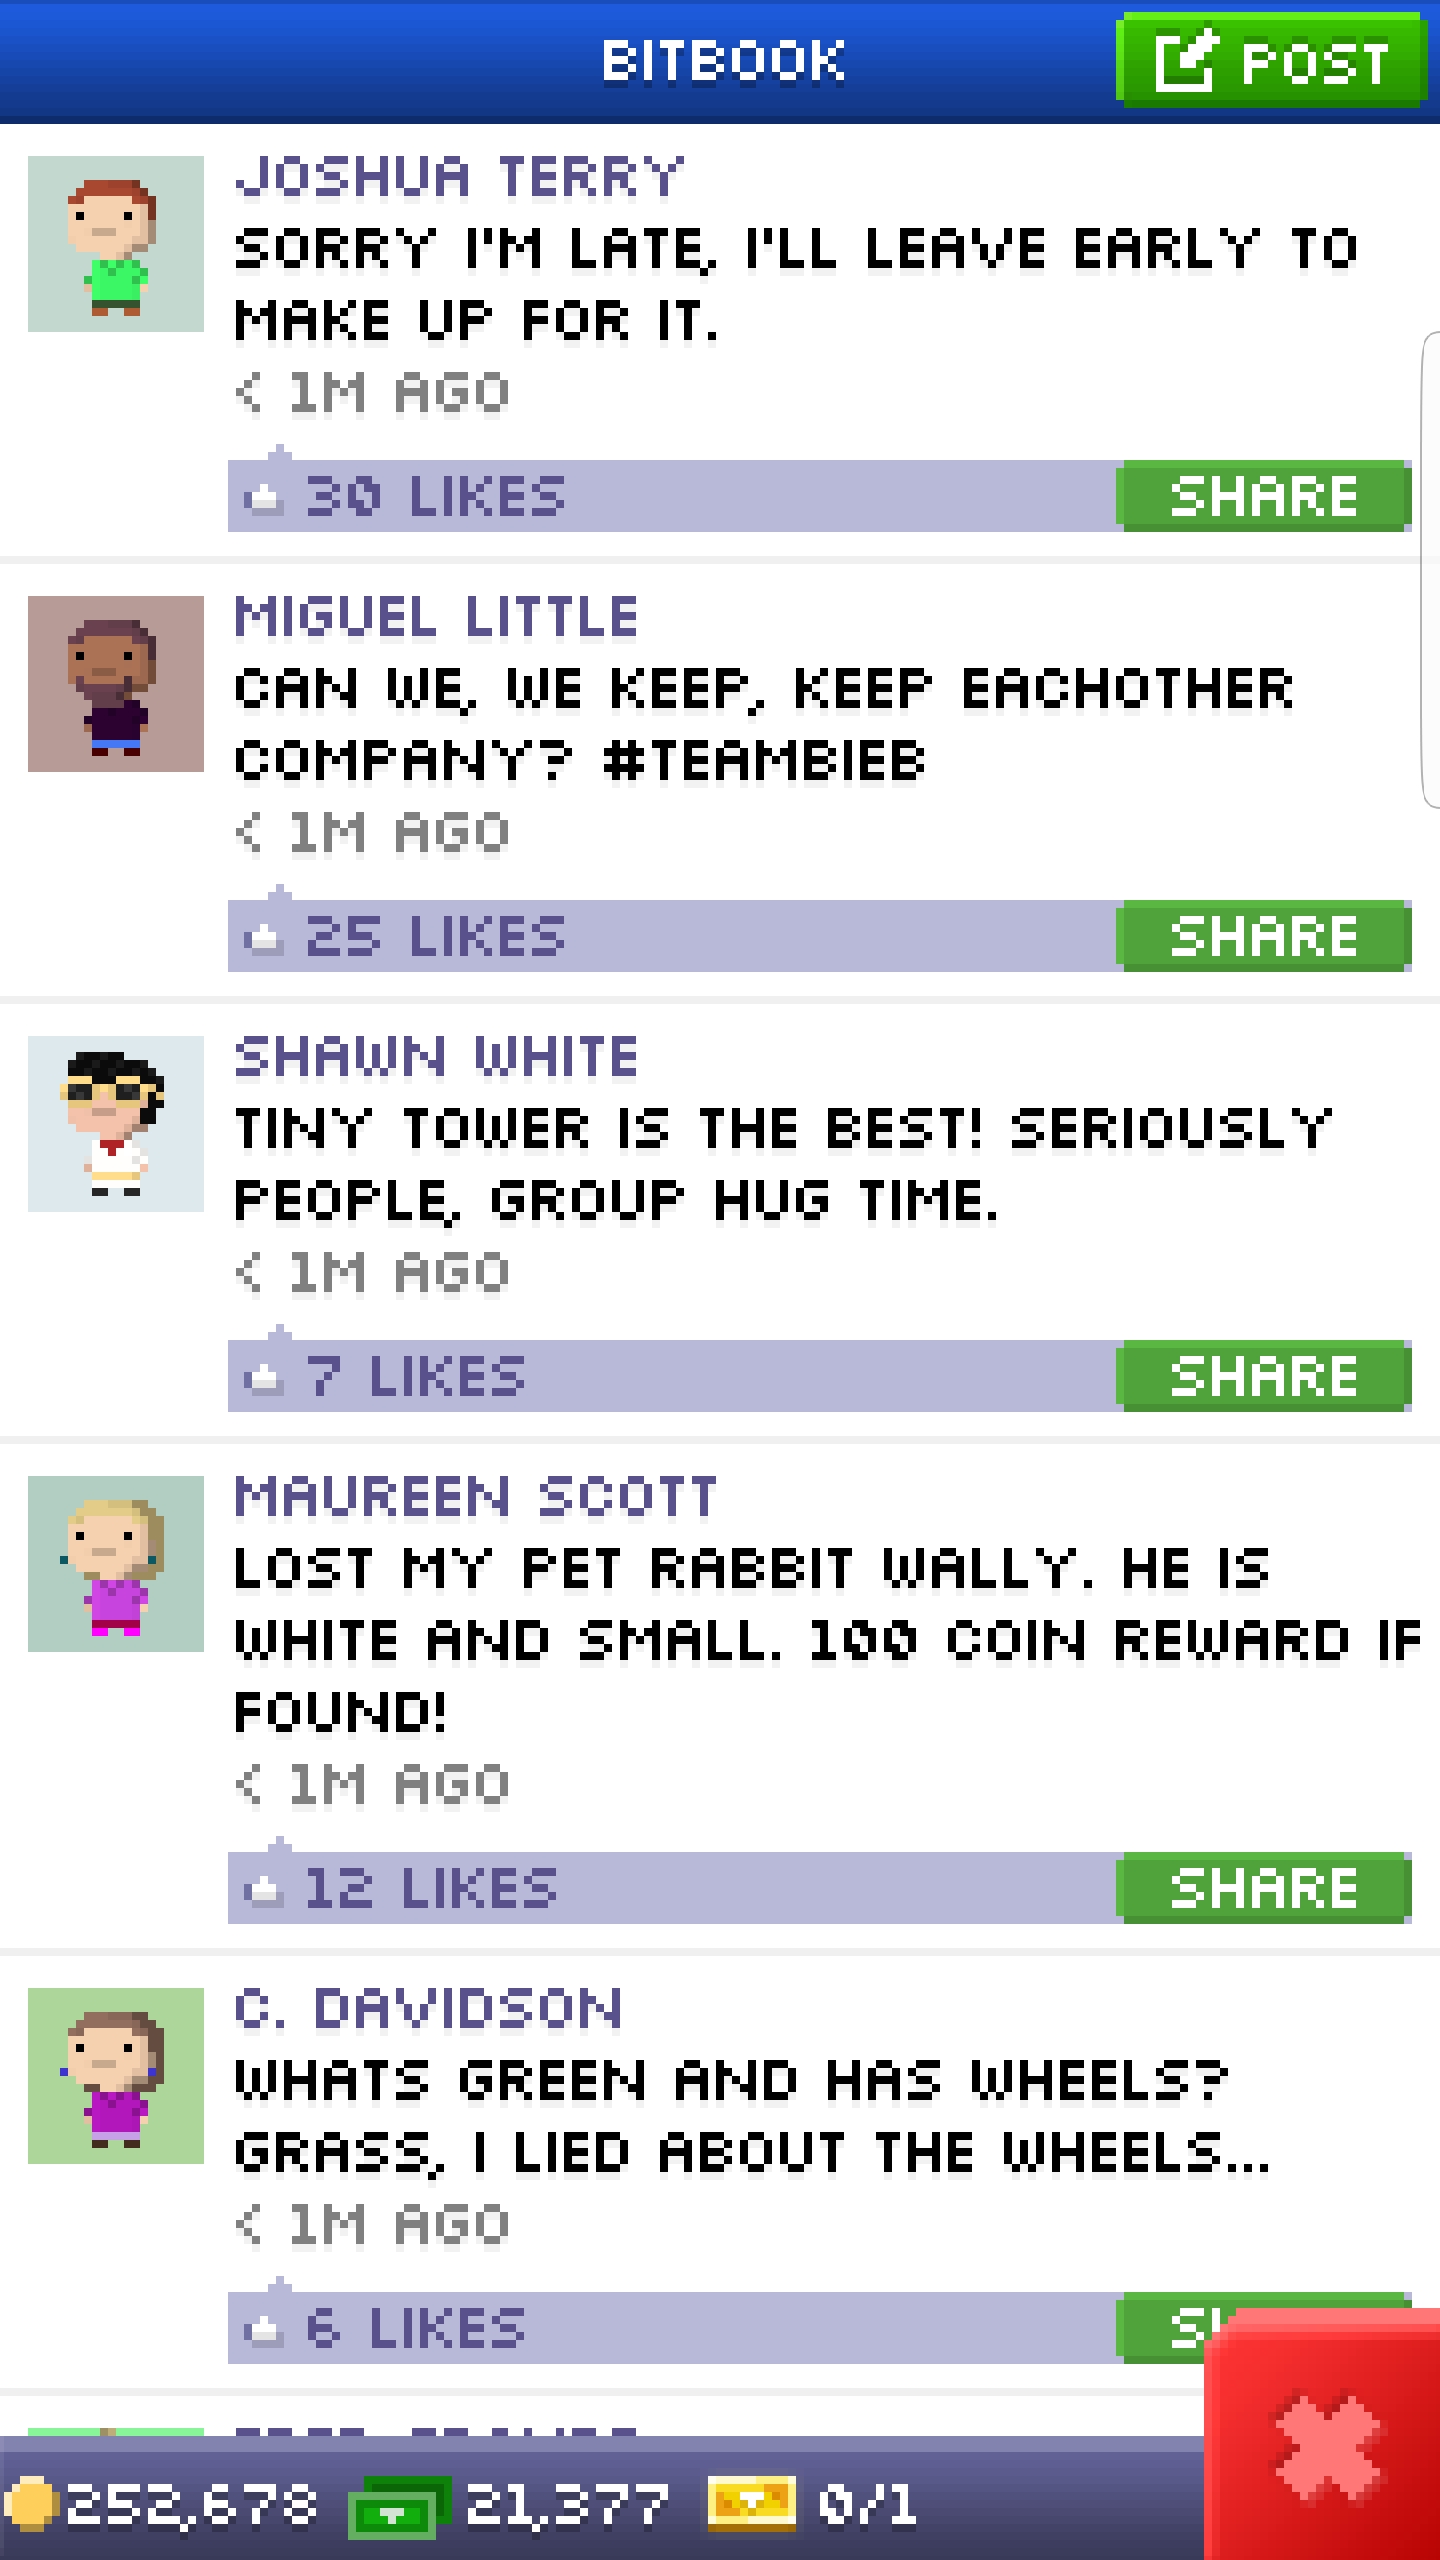 BITBOOK
POST
JOSHUA TERRY
SORRY I'M LATE, I'LL LEAVE EARLY TO
MAKE UP FOR IT.
< 1M AGO
30 LIKES
SHARE
MIGUEL LITTLE
CAN WE, WE KEEP, KEEP EACHOTHER
COMPANY? #TEAMBIEB
< 1M AGO
25 LIKES
SHARE
SHAWN WHITE
TINY TOWER IS THE BEST! SERIOUSLY
PEOPLE, GROUP HUG TIME.
< 1M AGO
7 LIKES
SHARE
MAUREEN SCOTT
LOST MY PET RABBIT WALLY. HE IS
WHITE AND SMALL. 100 COIN REWARD IF
FOUND!
< 1M AGO
12 LIKES
SHARE
C. DAVIDSON
WHATS GREEN AND HAS WHEELS?
GRASS, I LIED ABOUT THE WHEELS...
< 1M AGO
6 LIKES
252,678
21,377
0/1